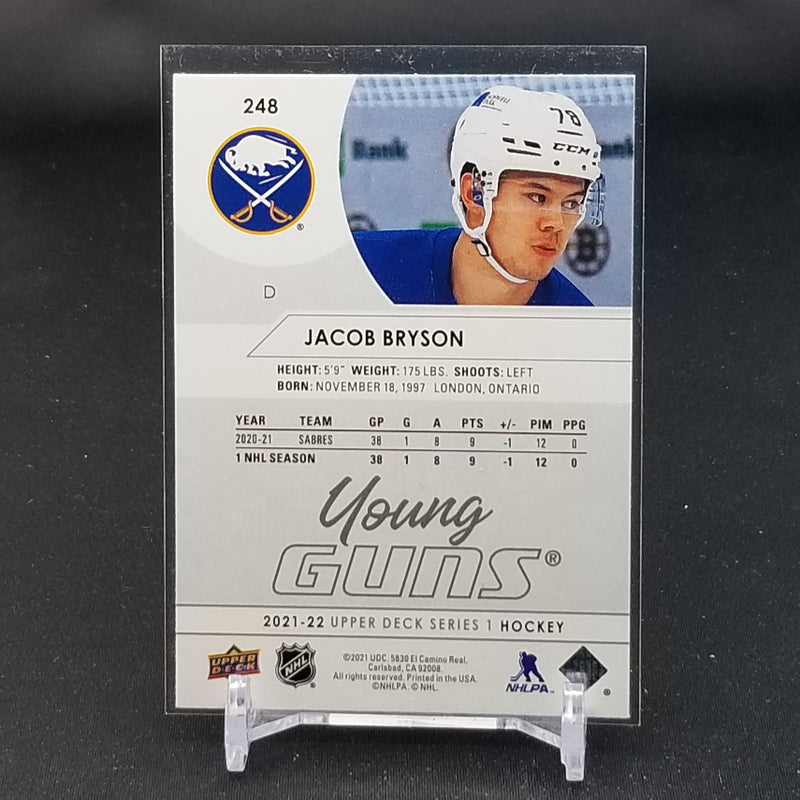 248
78
CCM
Bank
D
JACOB BRYSON
HEIGHT: 5'9" WEIGHT: 175 LBS. SHOOTS: LEFT
BORN: NOVEMBER 18, 1997 LONDON, ONTARIO
YEAR TEAM GP G A PTS +/- PIM PPG
2020-21 SABRES 38 1 8 9 -1 12 0
1 NHL SEASON 38 1 8 9 -1 12 0
Young
GUNS®
2021-22 UPPER DECK SERIES 1 HOCKEY
UPPER DECK
NHL
©2021 UDC. 5830 El Camino Real,
Carlsbad, CA 92008.
All rights reserved. Printed in the USA.
©NHLPA. © NHL.
NHLPA™
®